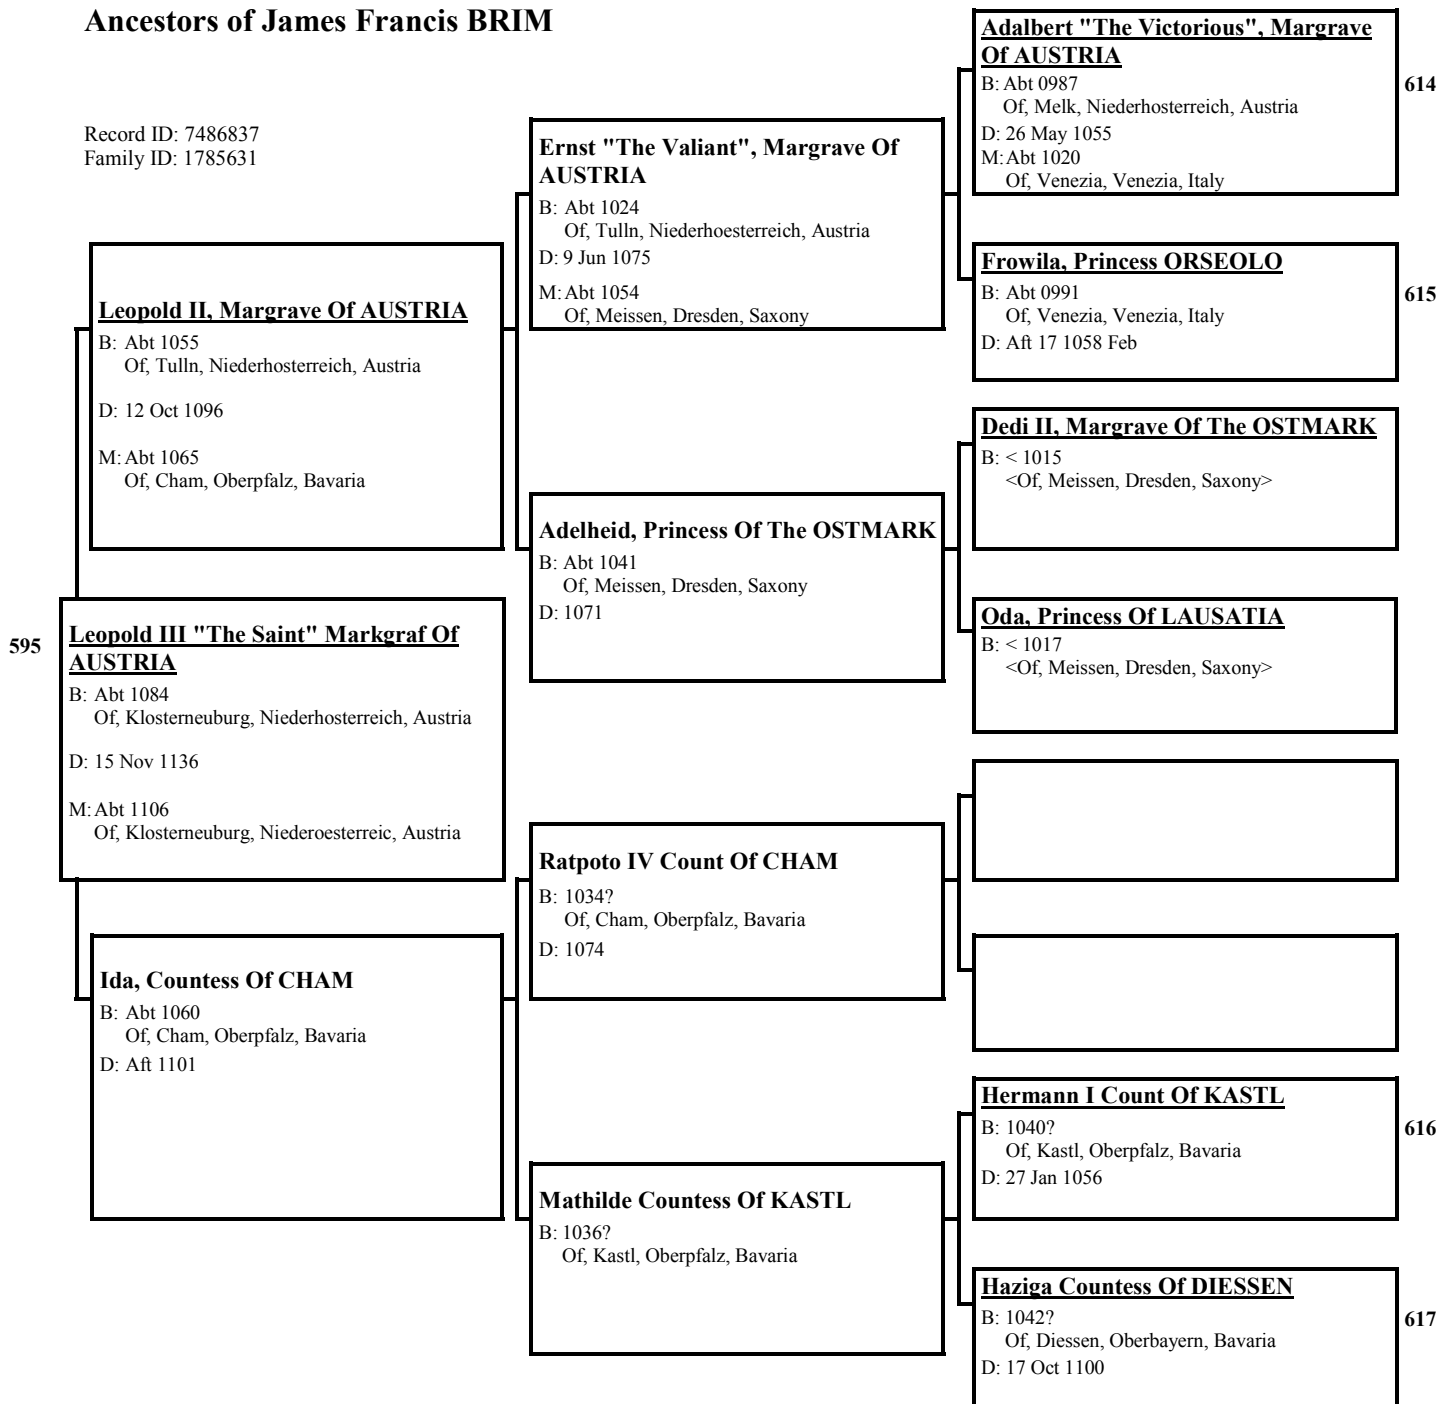 Ancestors of James Francis BRIM
Record ID: 7486837
Family ID: 1785631
595
Leopold III "The Saint" Markgraf Of
AUSTRIA
B: Abt 1084
Of, Klosterneuburg, Niederhosterreich, Austria
D: 15 Nov 1136
M: Abt 1106
Of, Klosterneuburg, Niederoesterreic, Austria
Leopold II, Margrave Of AUSTRIA
B: Abt 1055
Of, Tulln, Niederhosterreich, Austria
D: 12 Oct 1096
M: Abt 1065
Of, Cham, Oberpfalz, Bavaria
Ida, Countess Of CHAM
B: Abt 1060
Of, Cham, Oberpfalz, Bavaria
D: Aft 1101
Ernst "The Valiant", Margrave Of
AUSTRIA
B: Abt 1024
Of, Tulln, Niederhoesterreich, Austria
D: 9 Jun 1075
M: Abt 1054
Of, Meissen, Dresden, Saxony
Adelheid, Princess Of The OSTMARK
B: Abt 1041
Of, Meissen, Dresden, Saxony
D: 1071
Ratpoto IV Count Of CHAM
B: 1034?
Of, Cham, Oberpfalz, Bavaria
D: 1074
Mathilde Countess Of KASTL
B: 1036?
Of, Kastl, Oberpfalz, Bavaria
Adalbert "The Victorious", Margrave
Of AUSTRIA
B: Abt 0987
Of, Melk, Niederhosterreich, Austria
D: 26 May 1055
M: Abt 1020
Of, Venezia, Venezia, Italy
614
Frowila, Princess ORSEOLO
B: Abt 0991
Of, Venezia, Venezia, Italy
D: Aft 17 1058 Feb
615
Dedi II, Margrave Of The OSTMARK
B: < 1015
<Of, Meissen, Dresden, Saxony>
Oda, Princess Of LAUSATIA
B: < 1017
<Of, Meissen, Dresden, Saxony>
Hermann I Count Of KASTL
B: 1040?
Of, Kastl, Oberpfalz, Bavaria
D: 27 Jan 1056
616
Haziga Countess Of DIESSEN
B: 1042?
Of, Diessen, Oberbayern, Bavaria
D: 17 Oct 1100
617